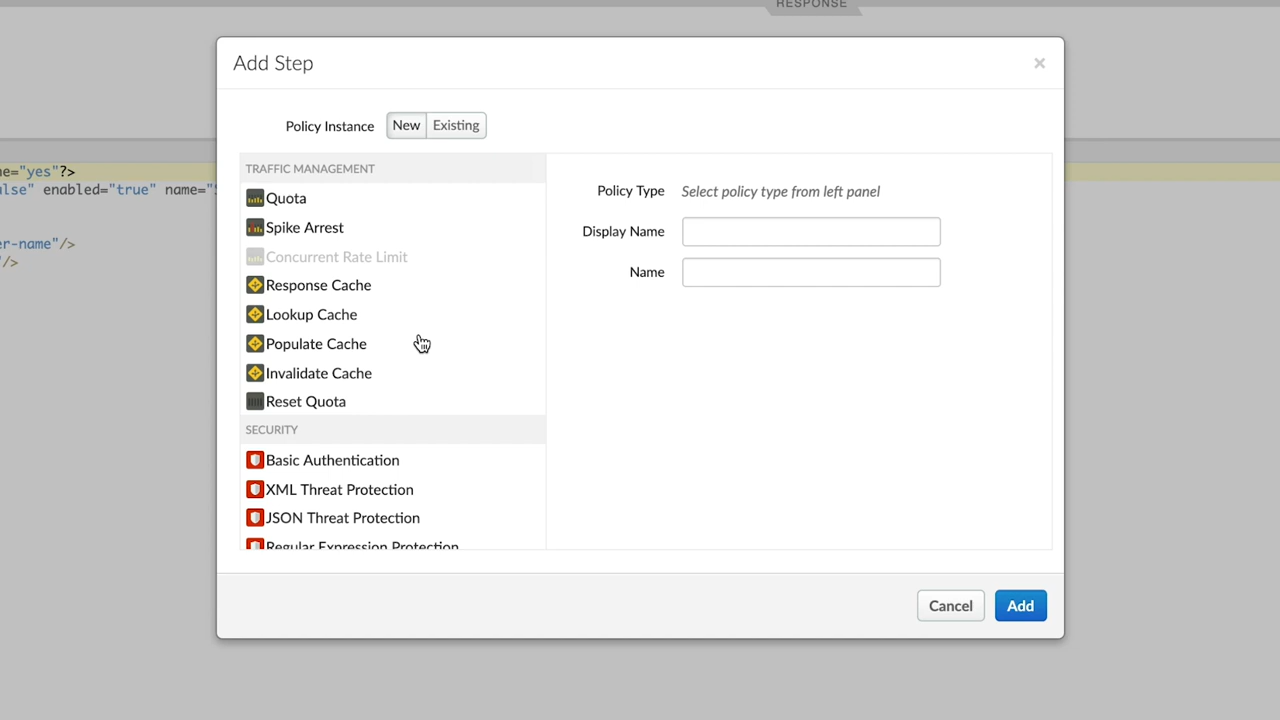 RESPONSE
Add Step
×
Policy Instance New Existing
TRAFFIC MANAGEMENT
Quota
Spike Arrest
Concurrent Rate Limit
Response Cache
Lookup Cache
Populate Cache
Invalidate Cache
Reset Quota
SECURITY
Basic Authentication
XML Threat Protection
JSON Threat Protection
Regular Expression Protection
Policy Type Select policy type from left panel
Display Name
Name
Cancel Add
ne="yes"?>
alse" enabled="true" name="S
er-name"/>
"/>